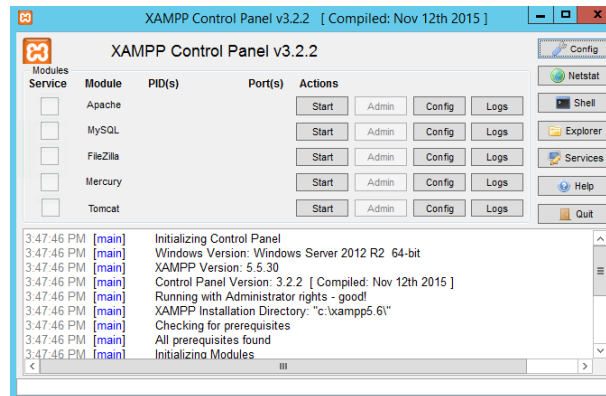 XAMPP Control Panel v3.2.2 [ Compiled: Nov 12th 2015 ]
XAMPP Control Panel v3.2.2
Config
Modules
Service Module PID(s) Port(s) Actions
Netstat
Apache Start Admin Config Logs
Shell
MySQL Start Admin Config Logs
Explorer
FileZilla Start Admin Config Logs
Services
Mercury Start Admin Config Logs
Help
Tomcat Start Admin Config Logs
Quit
3:47:46 PM [main] Initializing Control Panel
3:47:46 PM [main] Windows Version: Windows Server 2012 R2 64-bit
3:47:46 PM [main] XAMPP Version: 5.5.30
3:47:46 PM [main] Control Panel Version: 3.2.2 [ Compiled: Nov 12th 2015 ]
3:47:46 PM [main] Running with Administrator rights - good!
3:47:46 PM [main] XAMPP Installation Directory: "c:\xampp5.6\"
3:47:46 PM [main] Checking for prerequisites
3:47:46 PM [main] All prerequisites found
3:47:46 PM [main] Initializing Modules